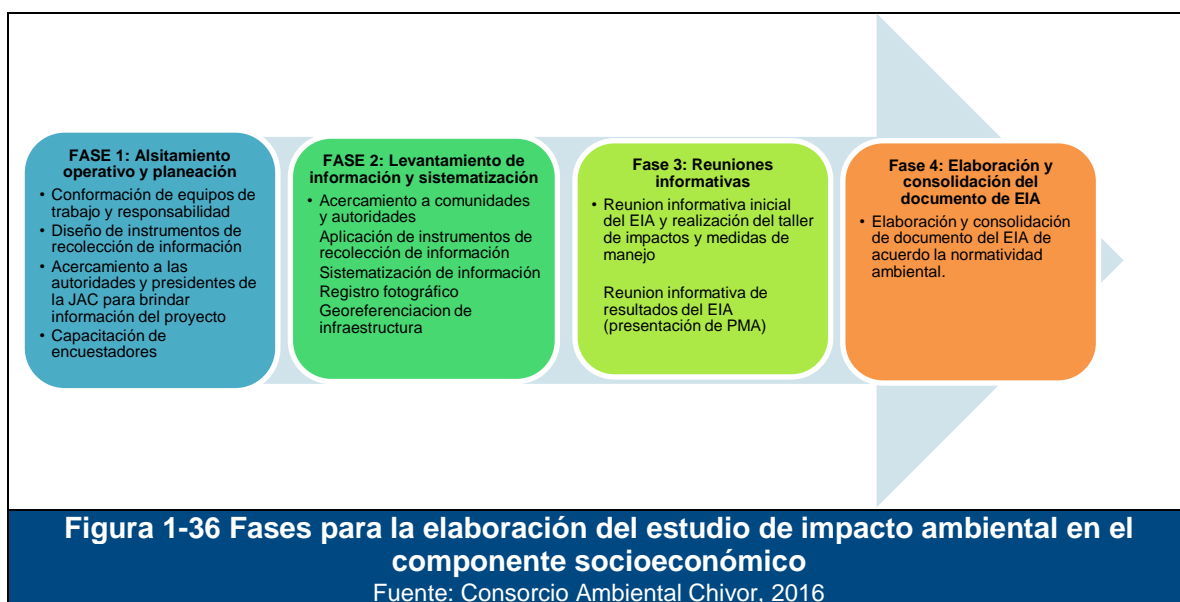 FASE 1: Alsitamiento
operativo y planeación
• Conformación de equipos de
trabajo y responsabilidad
• Diseño de instrumentos de
recolección de información
• Acercamiento a las
autoridades y presidentes de
la JAC para brindar
información del proyecto
• Capacitación de
encuestadores
FASE 2: Levantamiento de
información y sistematización
• Acercamiento a comunidades
y autoridades
Aplicación de instrumentos de
recolección de información
Sistematización de información
Registro fotográfico
Georeferenciacion de
infraestructura
Fase 3: Reuniones
informativas
• Reunion informativa inicial
del EIA y realización del taller
de impactos y medidas de
manejo
Reunion informativa de
resultados del EIA
(presentación de PMA)
Fase 4: Elaboración y
consolidación del
documento de EIA
• Elaboración y consolidación
de documento del EIA de
acuerdo la normatividad
ambiental.
Figura 1-36 Fases para la elaboración del estudio de impacto ambiental en el
componente socioeconómico
Fuente: Consorcio Ambiental Chivor, 2016